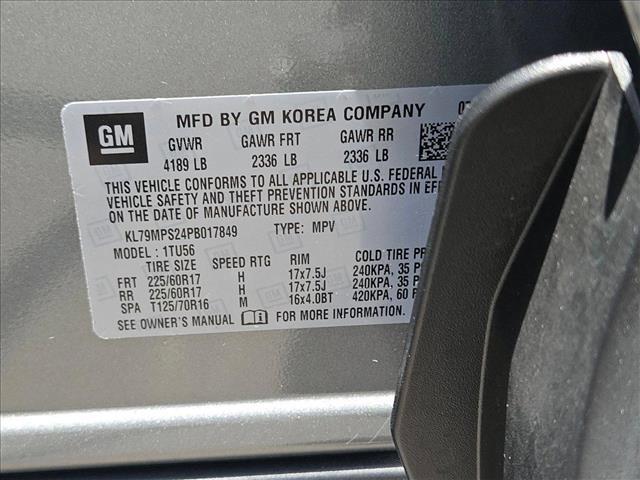 GM
MFD BY GM KOREA COMPANY 07
GVWR GAWR FRT GAWR RR
4189 LB 2336 LB 2336 LB
THIS VEHICLE CONFORMS TO ALL APPLICABLE U.S. FEDERAL
VEHICLE SAFETY AND THEFT PREVENTION STANDARDS IN EFF
ON THE DATE OF MANUFACTURE SHOWN ABOVE.
KL79MPS24PB017849 TYPE: MPV
MODEL : 1TU56
TIRE SIZE SPEED RTG RIM COLD TIRE P
FRT 225/60R17 H 17x7.5J 240KPA, 35 P
RR 225/60R17 H 17x7.5J 240KPA, 35 P
SPA T125/70R16 M 16x4.0BT 420KPA, 60 P
SEE OWNER'S MANUAL FOR MORE INFORMATION.